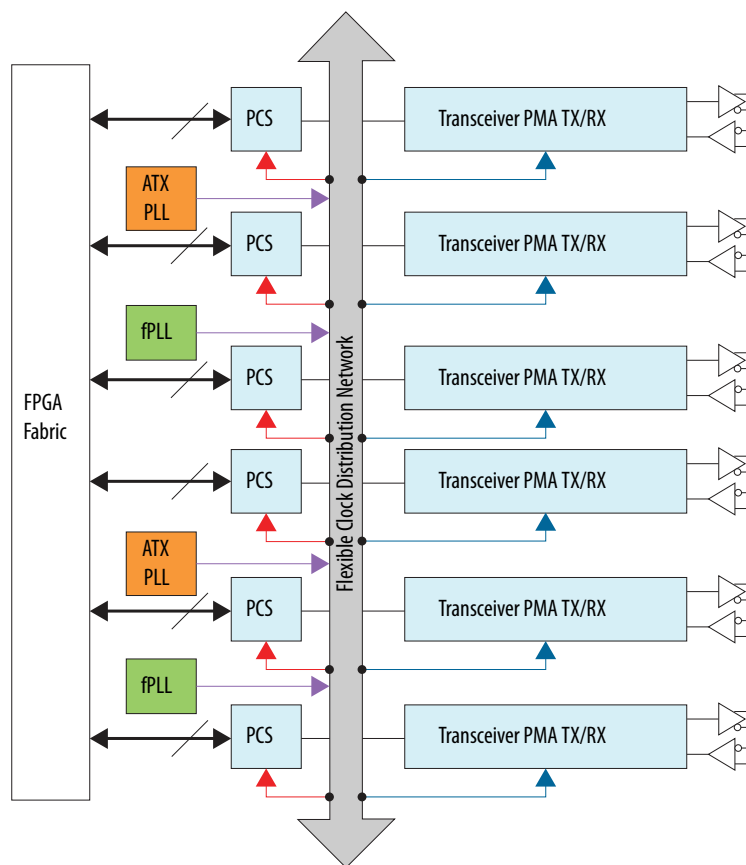 PCS
Transceiver PMA TX/RX
ATX
PLL
PCS
Transceiver PMA TX/RX
fPLL
PCS
Transceiver PMA TX/RX
FPGA
Fabric
Flexible Clock Distribution Network
PCS
Transceiver PMA TX/RX
ATX
PLL
PCS
Transceiver PMA TX/RX
fPLL
PCS
Transceiver PMA TX/RX